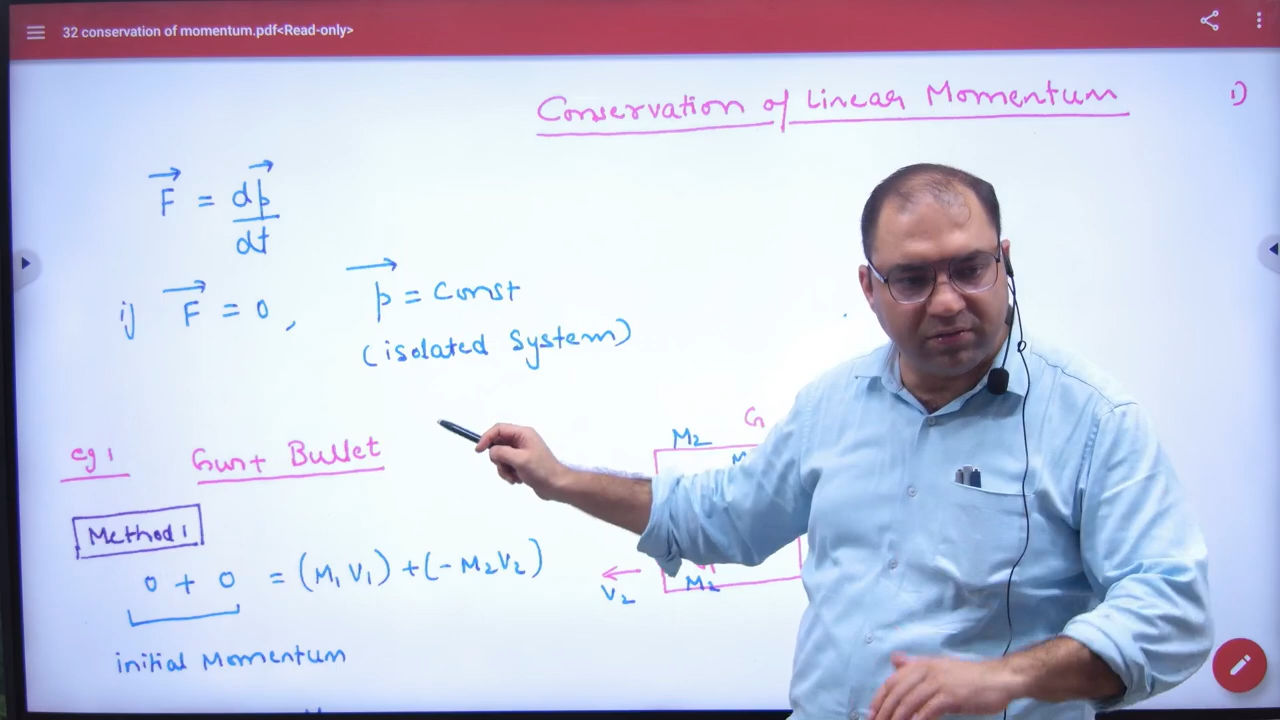 32 conservation of momentum.pdf<Read-only>
Conservation of Linear Momentum
1)
F = dp
dt
if F = 0, p = Const
(isolated System)
eg 1 Gun + Bullet
Method 1
0 + 0 = (M₁ V₁) + (- M₂ V₂)
initial Momentum
M₂
G
M
V₂
M₂